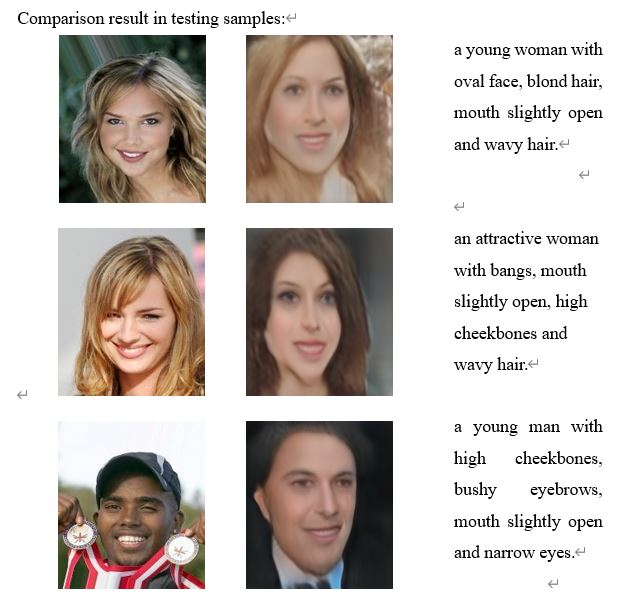 Comparison result in testing samples:
a young woman with
oval face, blond hair,
mouth slightly open
and wavy hair.
an attractive woman
with bangs, mouth
slightly open, high
cheekbones and
wavy hair.
a young man with
high cheekbones,
bushy eyebrows,
mouth slightly open
and narrow eyes.